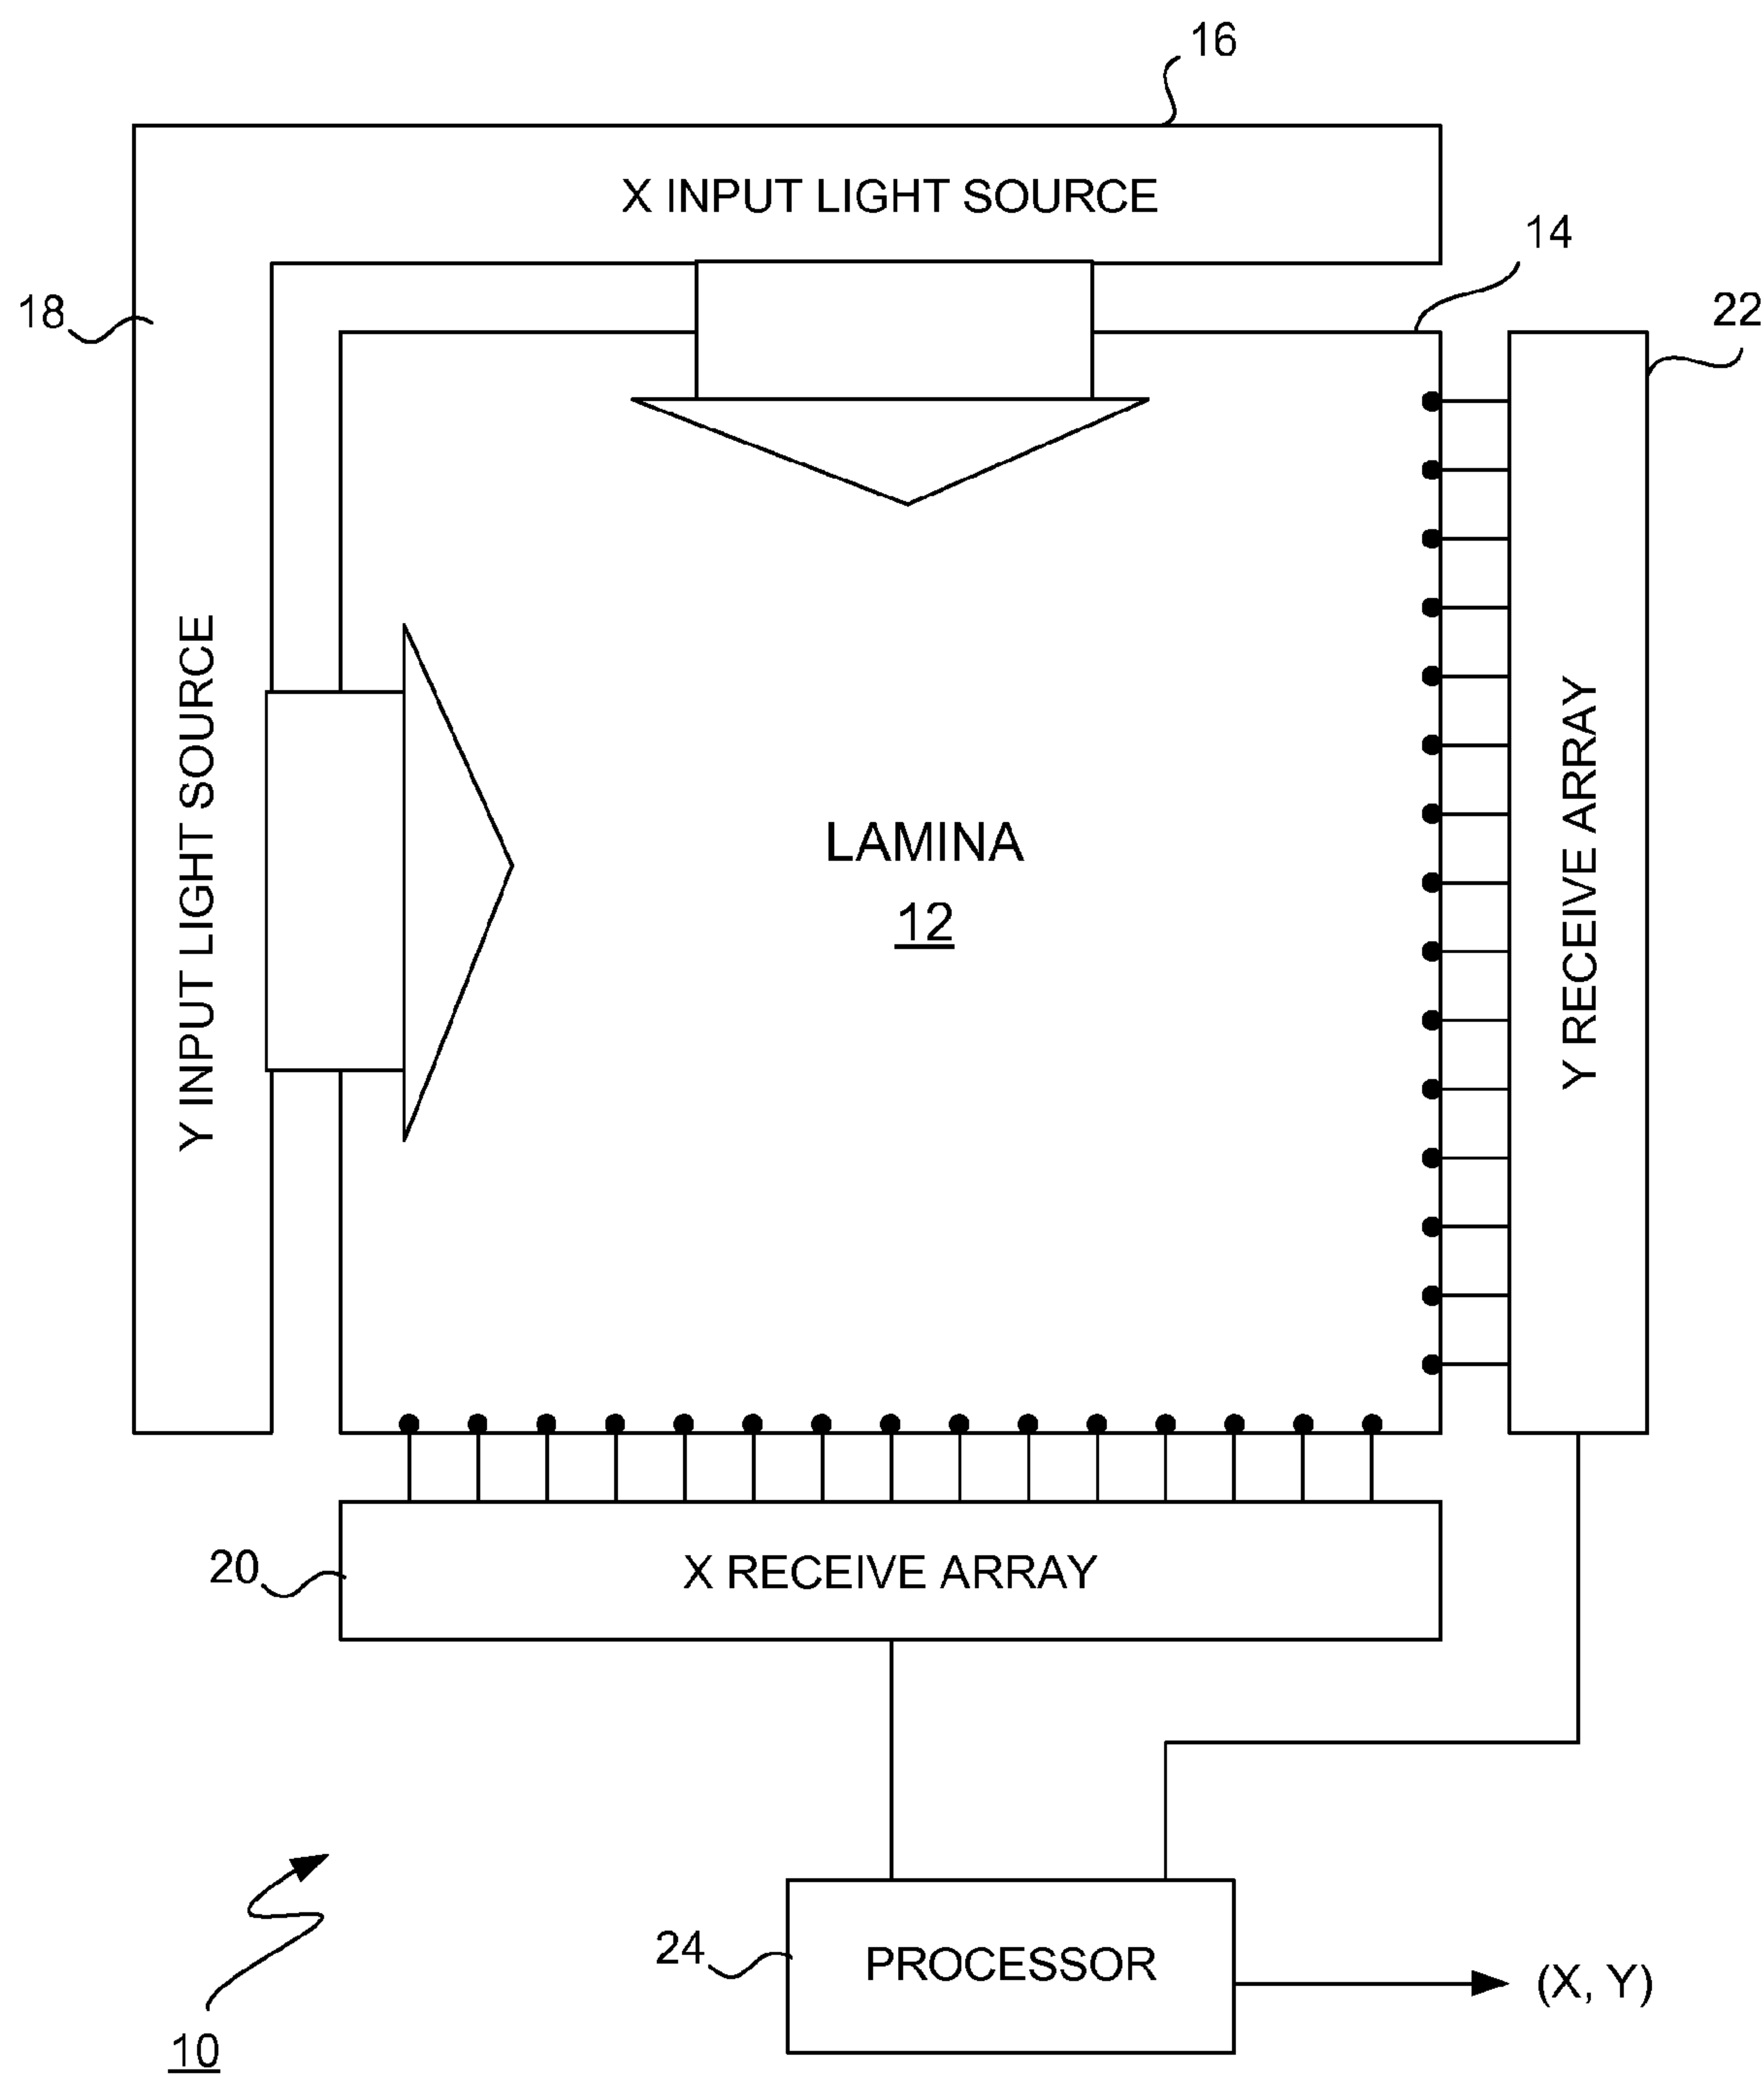 16
X INPUT LIGHT SOURCE
14
18
22
Y INPUT LIGHT SOURCE
LAMINA
12
Y RECEIVE ARRAY
20
X RECEIVE ARRAY
24
PROCESSOR
(X, Y)
10